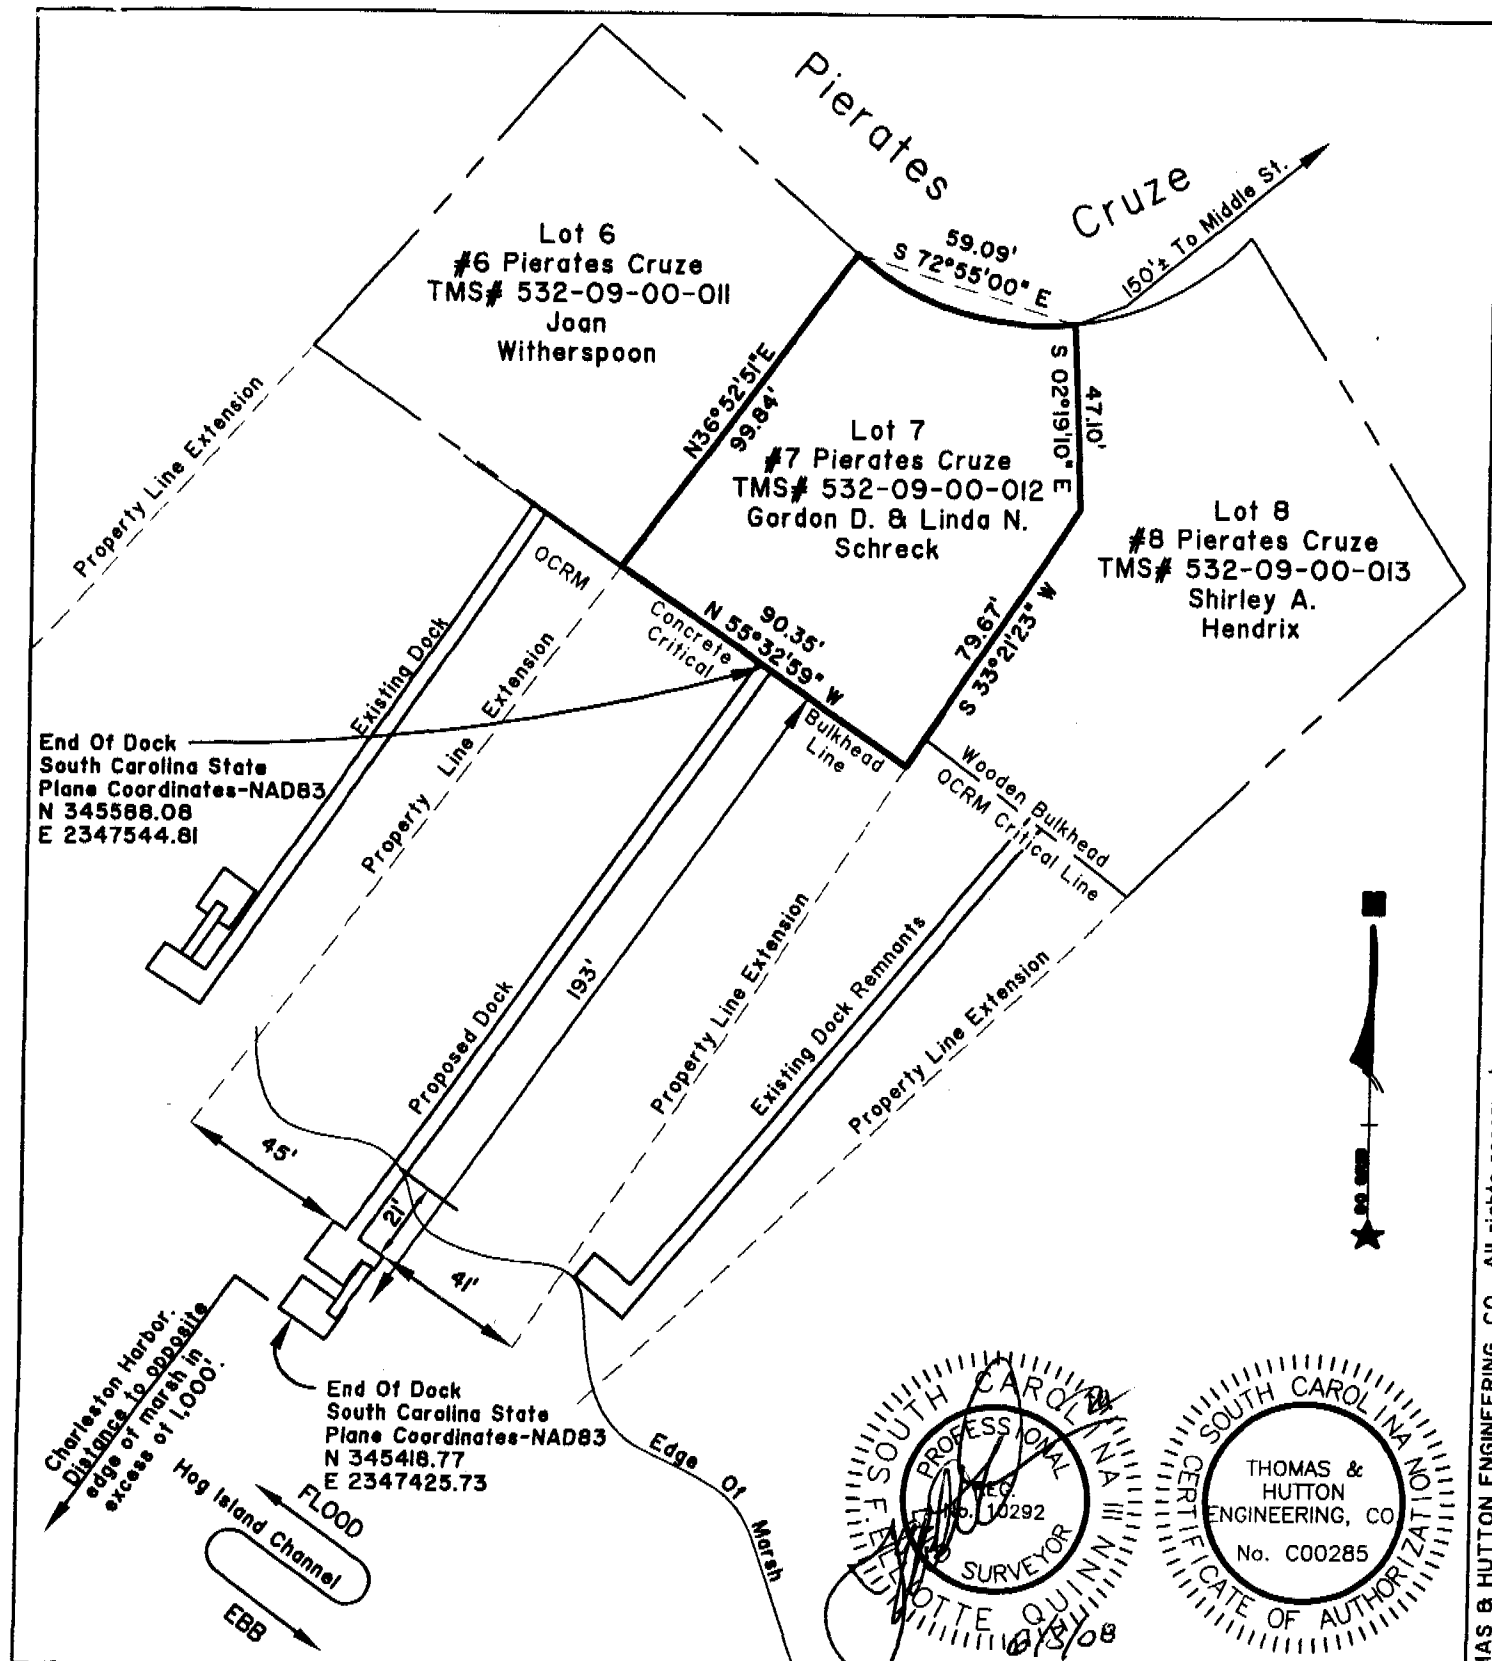 Pierates
Cruze
59.09'
S 72°55'00" E
150'± To Middle St.
Lot 6
#6 Pierates Cruze
TMS# 532-09-00-011
Joan
Witherspoon
N36°52'51"E
99.84'
S 02°19'10" E
47.10'
Lot 7
#7 Pierates Cruze
TMS# 532-09-00-012
Gordon D. & Linda N.
Schreck
Lot 8
#8 Pierates Cruze
TMS# 532-09-00-013
Shirley A.
Hendrix
79.67'
S 33°21'23" W
90.35'
N 55°32'59" W
OCRM
Concrete
Critical
Bulkhead
Line
Wooden Bulkhead
OCRM Critical Line
Property Line Extension
Existing Dock
Property Line Extension
End Of Dock
South Carolina State
Plane Coordinates-NAD83
N 345588.08
E 2347544.81
193'
Proposed Dock
Property Line Extension
Existing Dock Remnants
Property Line Extension
45'
21'
41'
End Of Dock
South Carolina State
Plane Coordinates-NAD83
N 345418.77
E 2347425.73
Charleston Harbor.
Distance to opposite
edge of marsh in
excess of 1,000'.
Hog Island Channel
FLOOD
EBB
Edge Of Marsh
SOUTH CAROLINA
F. ELLIOTTE QUINN III
PROFESSIONAL
REG.
No. 10292
SURVEYOR
6/3/08
SOUTH CAROLINA
CERTIFICATE OF AUTHORIZATION
THOMAS &
HUTTON
ENGINEERING, CO
No. C00285
& HUTTON ENGINEERING CO. All rights